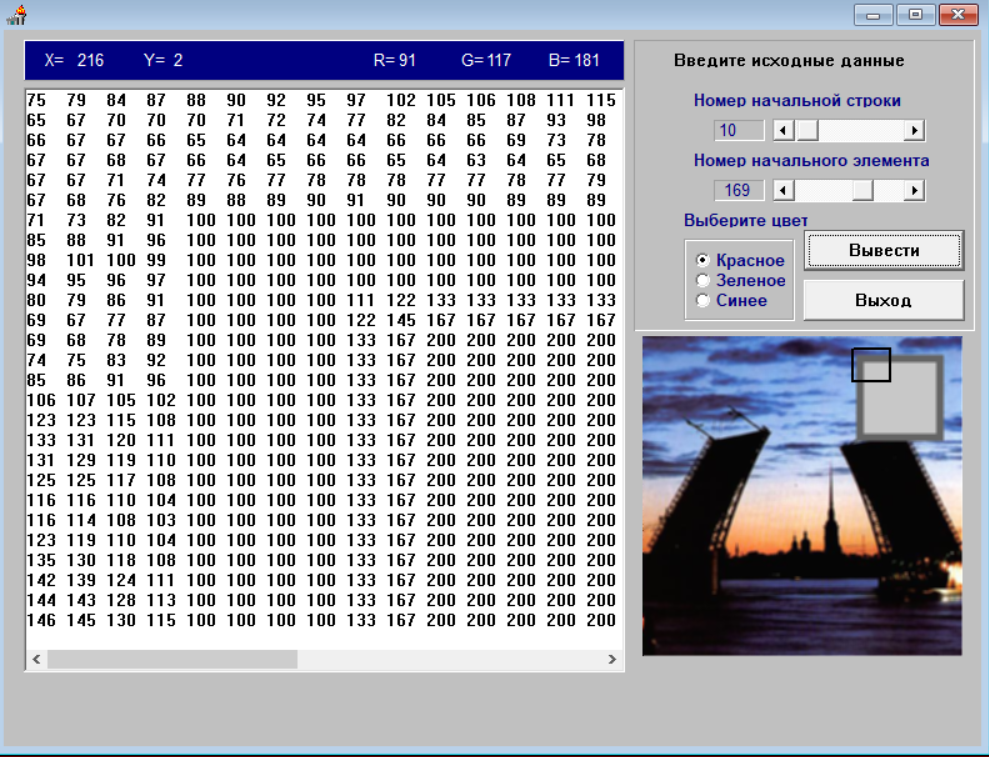 X= 216 Y= 2 R= 91 G= 117 B= 181
75 79 84 87 88 90 92 95 97 102 105 106 108 111 115
65 67 70 70 70 71 72 74 77 82 84 85 87 93 98
66 67 67 66 65 64 64 64 64 66 66 66 69 73 78
67 67 68 67 66 64 65 66 66 65 64 63 64 65 68
67 67 71 74 77 76 77 78 78 78 77 77 78 77 79
67 68 76 82 89 88 89 90 91 90 90 90 89 89 89
71 73 82 91 100 100 100 100 100 100 100 100 100 100 100
85 88 91 96 100 100 100 100 100 100 100 100 100 100 100
98 101 100 99 100 100 100 100 100 100 100 100 100 100 100
94 95 96 97 100 100 100 100 100 100 100 100 100 100 100
80 79 86 91 100 100 100 100 111 122 133 133 133 133 133
69 67 77 87 100 100 100 100 122 145 167 167 167 167 167
69 68 78 89 100 100 100 100 133 167 200 200 200 200 200
74 75 83 92 100 100 100 100 133 167 200 200 200 200 200
85 86 91 96 100 100 100 100 133 167 200 200 200 200 200
106 107 105 102 100 100 100 100 133 167 200 200 200 200 200
123 123 115 108 100 100 100 100 133 167 200 200 200 200 200
133 131 120 111 100 100 100 100 133 167 200 200 200 200 200
131 129 119 110 100 100 100 100 133 167 200 200 200 200 200
125 125 117 108 100 100 100 100 133 167 200 200 200 200 200
116 116 110 104 100 100 100 100 133 167 200 200 200 200 200
116 114 108 103 100 100 100 100 133 167 200 200 200 200 200
123 119 110 104 100 100 100 100 133 167 200 200 200 200 200
135 130 118 108 100 100 100 100 133 167 200 200 200 200 200
142 139 124 111 100 100 100 100 133 167 200 200 200 200 200
144 143 128 113 100 100 100 100 133 167 200 200 200 200 200
146 145 130 115 100 100 100 100 133 167 200 200 200 200 200
Введите исходные данные
Номер начальной строки
10
Номер начального элемента
169
Выберите цвет
Красное
Зеленое
Синее
Вывести
Выход